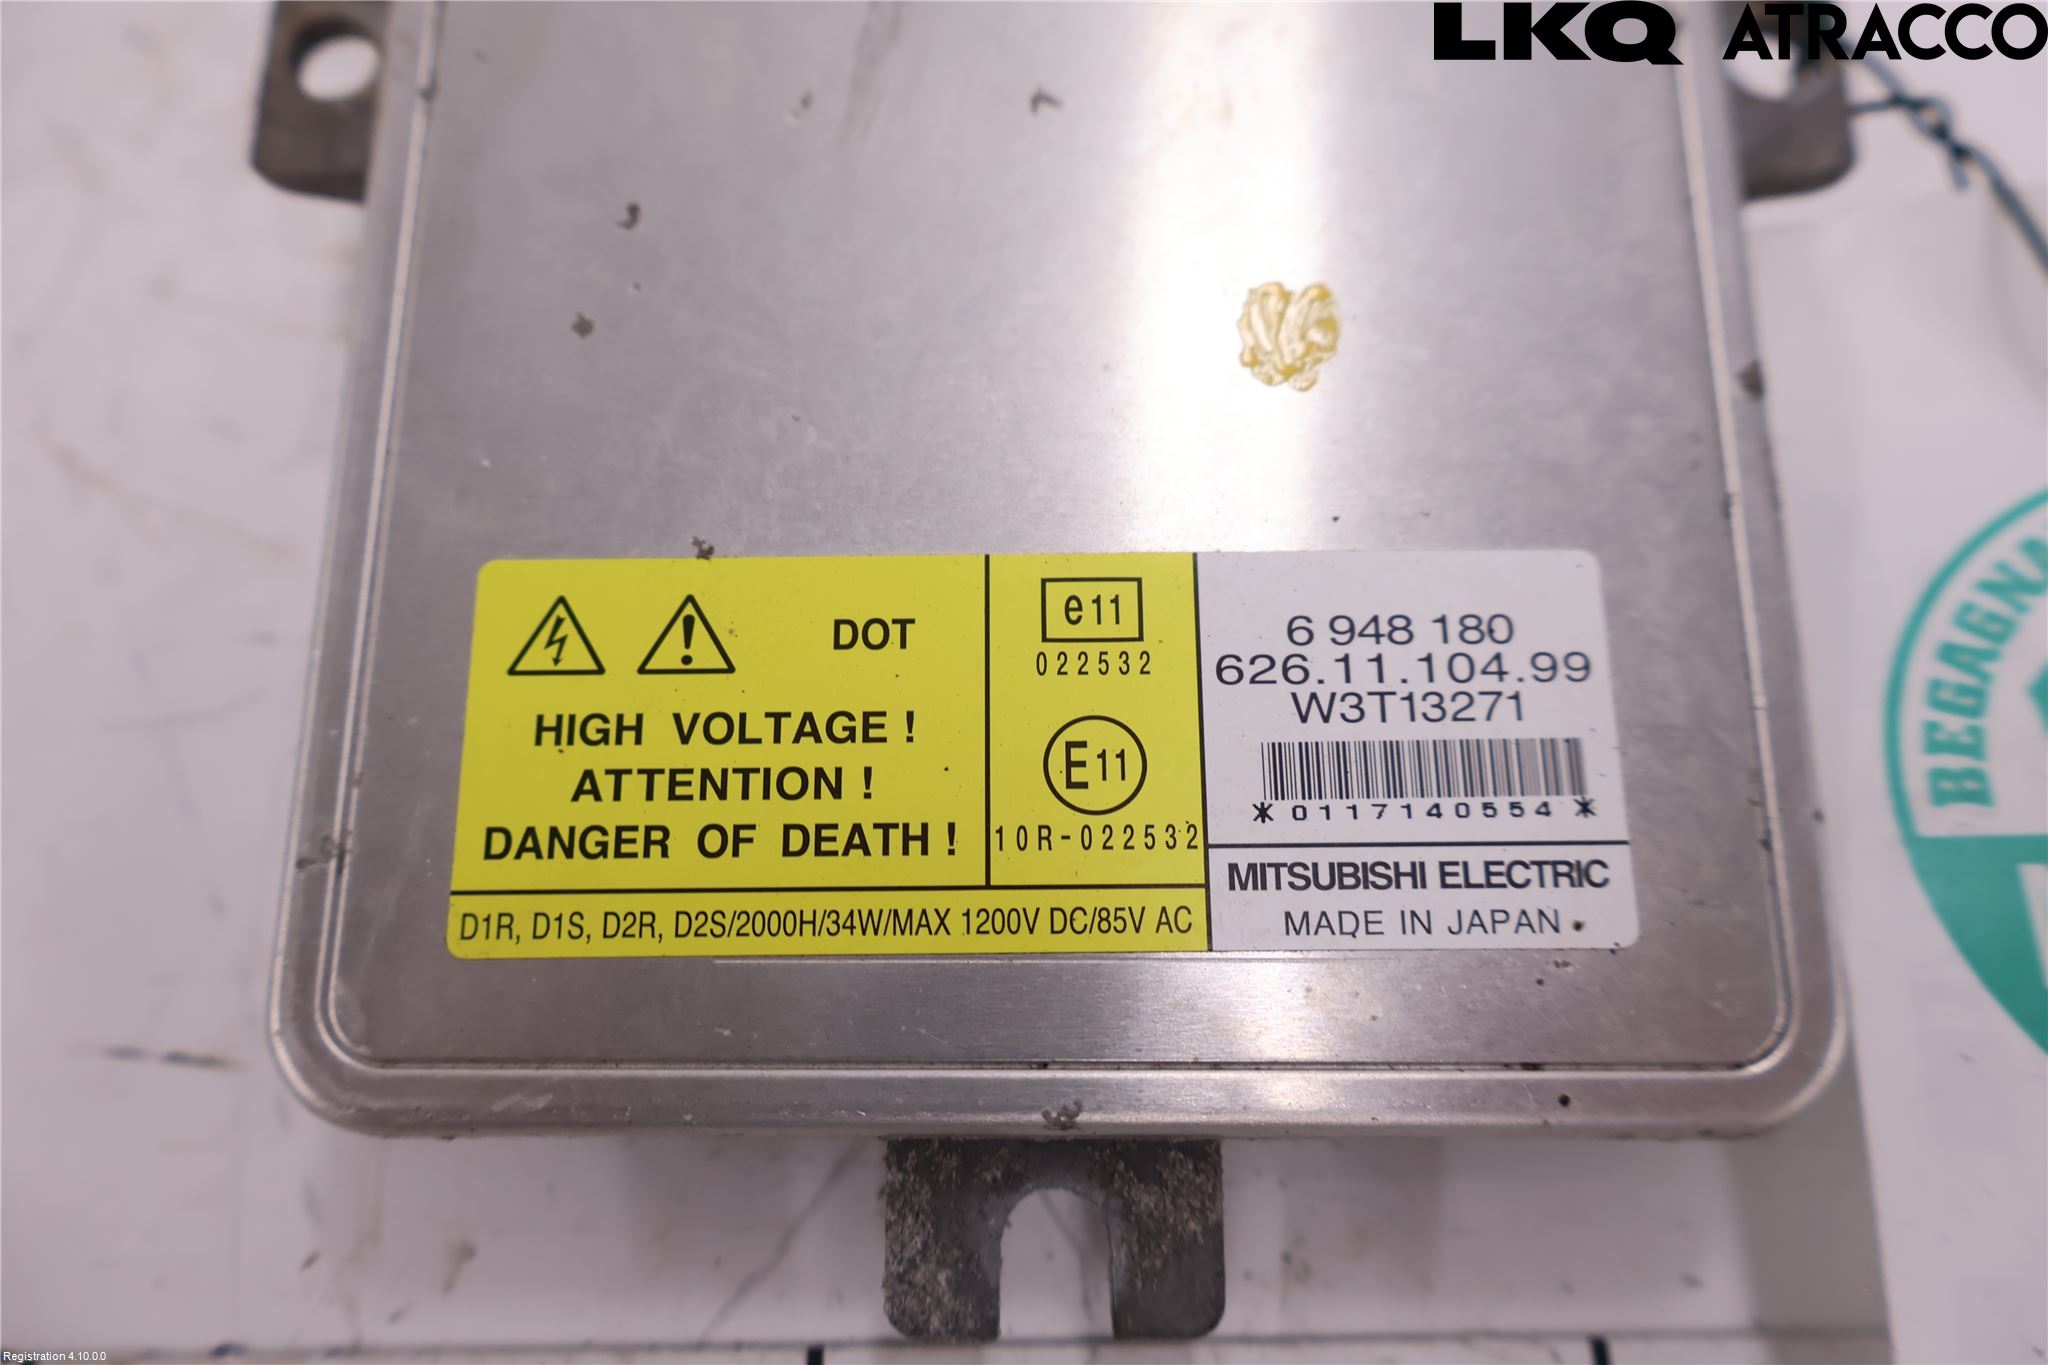 LKQ ATRACCO
DOT
HIGH VOLTAGE !
ATTENTION !
DANGER OF DEATH !
e11
022532
E11
10R-022532
D1R, D1S, D2R, D2S/2000H/34W/MAX 1200V DC/85V AC
6 948 180
626.11.104.99
W3T13271
*0117140554*
MITSUBISHI ELECTRIC
MADE IN JAPAN
Registration 4.10.0.0